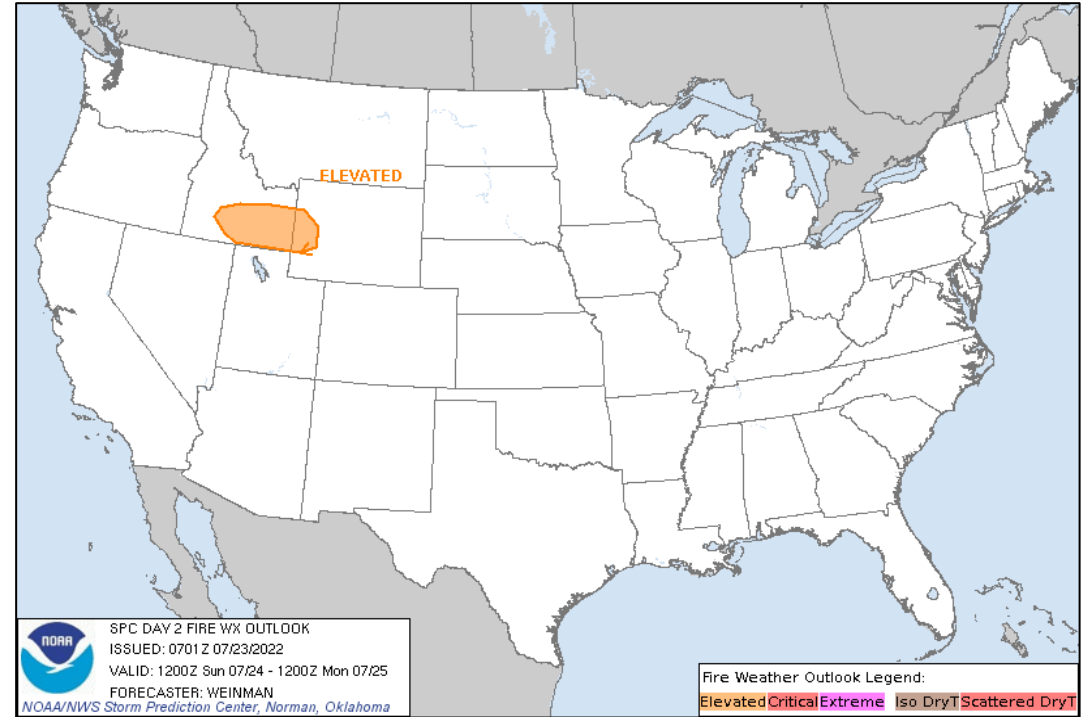 ELEVATED
NOAA
SPC DAY 2 FIRE WX OUTLOOK
ISSUED: 0701Z 07/23/2022
VALID: 1200Z Sun 07/24 - 1200Z Mon 07/25
FORECASTER: WEINMAN
NOAA/NWS Storm Prediction Center, Norman, Oklahoma
Fire Weather Outlook Legend:
Elevated Critical Extreme Iso DryT Scattered DryT